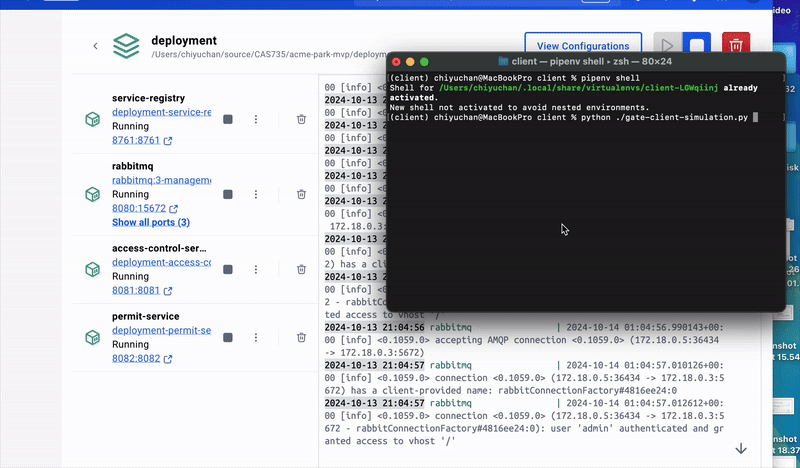 deployment
/Users/chiyuchan/source/CAS735/acme-park-mvp/deploym
View Configurations
service-registry
deployment-service-re
Running
8761:8761
rabbitmq
rabbitmq:3-managem
Running
8080:15672
Show all ports (3)
access-control-ser...
deployment-access-co
Running
8081:8081
permit-service
deployment-permit-se
Running
8082:8082
00 [info] <0.
2024-10-13 2
00 [info] <0.
2024-10-13 2
00 [info] <0.
2024-10-13 2
00 [info] <0.
2024-10-13 2
00 [info] <0.
172.18.0.3:
2024-10-13 2
00 [info] <0.
2) has a clie
2024-10-13 2
00 [info] <0.
2 - rabbitConnectionFactory#
ted access to vhost '/'
2024-10-13 21:04:56 rabbitmq | 2024-10-14 01:04:56.990143+00:
00 [info] <0.1059.0> accepting AMQP connection <0.1059.0> (172.18.0.5:36434
-> 172.18.0.3:5672)
2024-10-13 21:04:57 rabbitmq | 2024-10-14 01:04:57.010126+00:
00 [info] <0.1059.0> connection <0.1059.0> (172.18.0.5:36434 -> 172.18.0.3:5
672) has a client-provided name: rabbitConnectionFactory#4816ee24:0
2024-10-13 21:04:57 rabbitmq | 2024-10-14 01:04:57.012612+00:
00 [info] <0.1059.0> connection <0.1059.0> (172.18.0.5:36434 -> 172.18.0.3:5
672 - rabbitConnectionFactory#4816ee24:0): user 'admin' authenticated and gr
anted access to vhost '/'
client — pipenv shell • zsh — 80×24
(client) chiyuchan@MacBookPro client % pipenv shell
Shell for /Users/chiyuchan/.local/share/virtualenvs/client-LGWqiinj already
activated.
New shell not activated to avoid nested environments.
(client) chiyuchan@MacBookPro client % python ./gate-client-simulation.py
ideo
62
isk
.26
01.
nshot
t 15.54
nshot
t 18.37